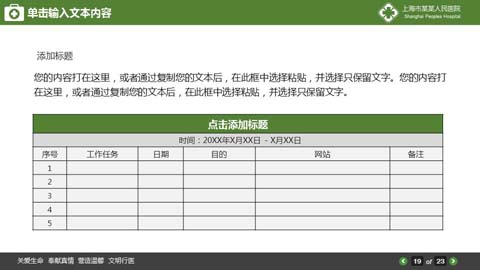 单击输入文本内容
上海市某某人民医院
Shanghai Peoples Hospital
添加标题
您的内容打在这里，或者通过复制您的文本后，在此框中选择粘贴，并选择只保留文字。您的内容打
在这里，或者通过复制您的文本后，在此框中选择粘贴，并选择只保留文字。
点击添加标题
时间：20XX年X月XX日 - X月XX日
序号 工作任务 日期 目的 网站 备注
1
2
3
4
5
关爱生命 奉献真情 营造温馨 文明行医
19 of 23